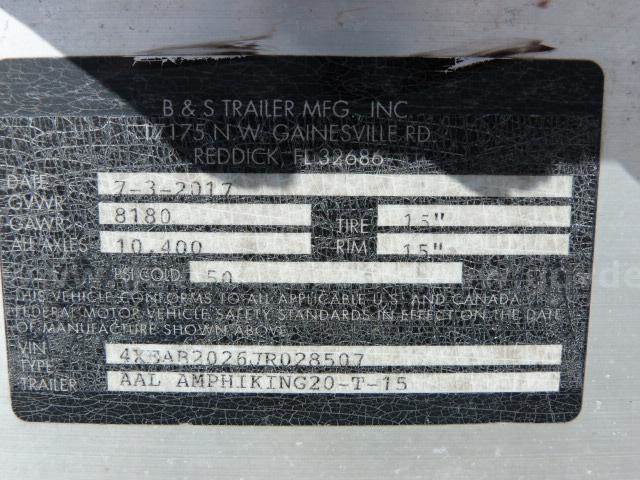 B & S TRAILER MFG., INC.
17175 N.W. GAINESVILLE RD.
REDDICK, FL 32686
DATE 7-3-2017
GVWR 8180 TIRE 15"
GAWR
ALL AXLES 10,400 RIM 15"
PSI COLD 50
THIS VEHICLE CONFORMS TO ALL APPLICABLE U.S. AND CANADA
FEDERAL MOTOR VEHICLE SAFETY STANDARDS IN EFFECT ON THE DATE
OF MANUFACTURE SHOWN ABOVE.
VIN 4X3AB2026JR028507
TYPE
TRAILER AAL AMPHIKING20-T-15